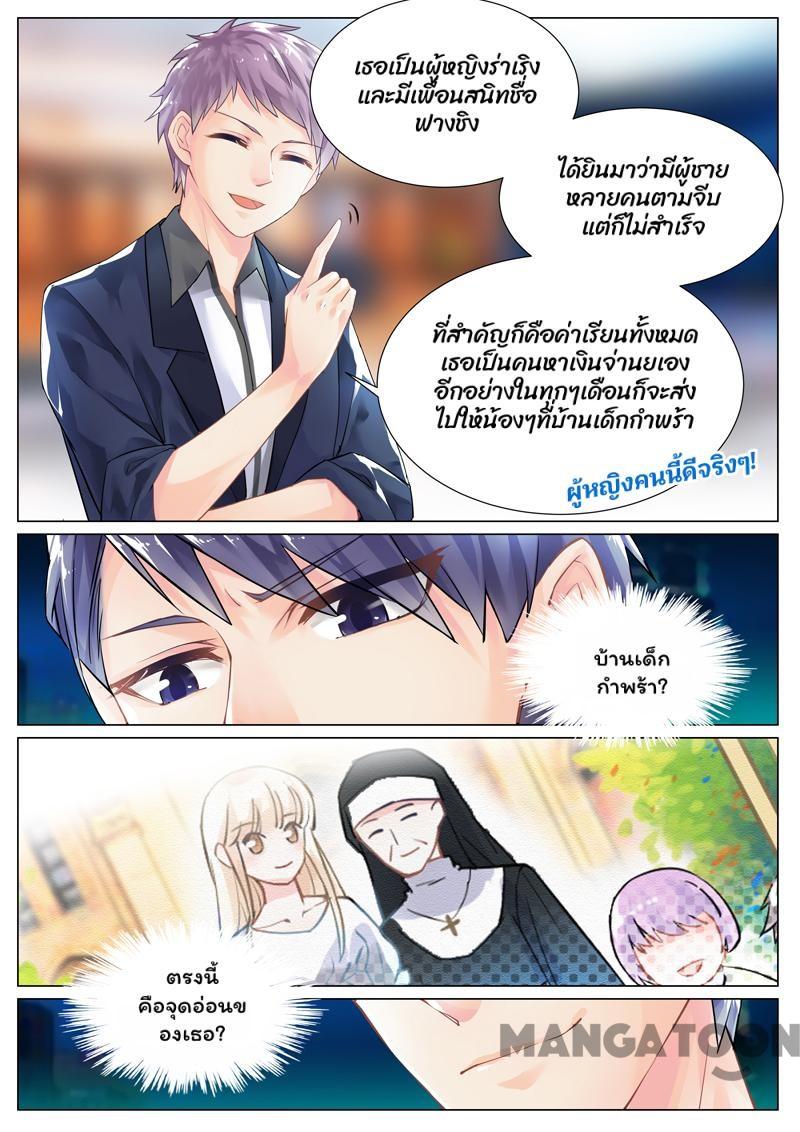 เธอเป็นผู้หญิงร่าเริง
และมีเพื่อนสนิทชื่อ
ฟางชิง
ได้ยินมาว่ามีผู้ชาย
หลายคนตามจีบ
แต่ก็ไม่สำเร็จ
ที่สำคัญก็คือค่าเรียนทั้งหมด
เธอเป็นคนหาเงินจ่านยเอง
อีกอย่างในทุกๆเดือนก็จะส่ง
ไปให้น้องๆที่บ้านเด็กกำพร้า
ผู้หญิงคนนี้ดีจริงๆ!
บ้านเด็ก
กำพร้า?
ตรงนี้
คือจุดอ่อนข
องเธอ?
MANGATOON